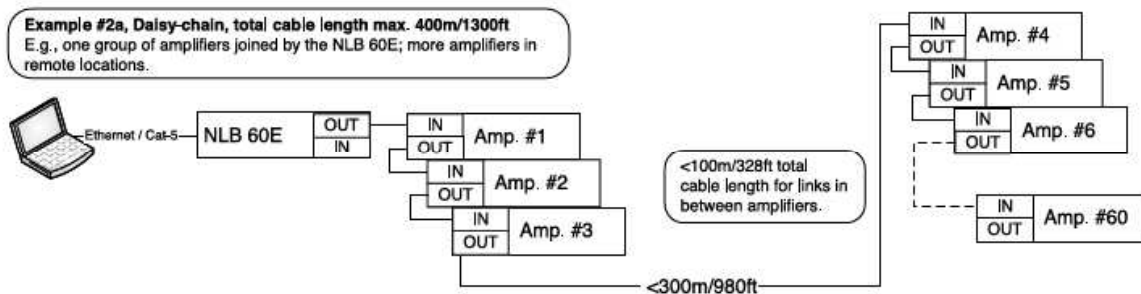 Example #2a, Daisy-chain, total cable length max. 400m/1300ft
E.g., one group of amplifiers joined by the NLB 60E; more amplifiers in
remote locations.
Ethernet / Cat-5
NLB 60E
OUT
IN
IN
OUT
Amp. #1
IN
OUT
Amp. #2
IN
OUT
Amp. #3
<100m/328ft total
cable length for links in
between amplifiers.
<300m/980ft
IN
OUT
Amp. #4
IN
OUT
Amp. #5
IN
OUT
Amp. #6
IN
OUT
Amp. #60